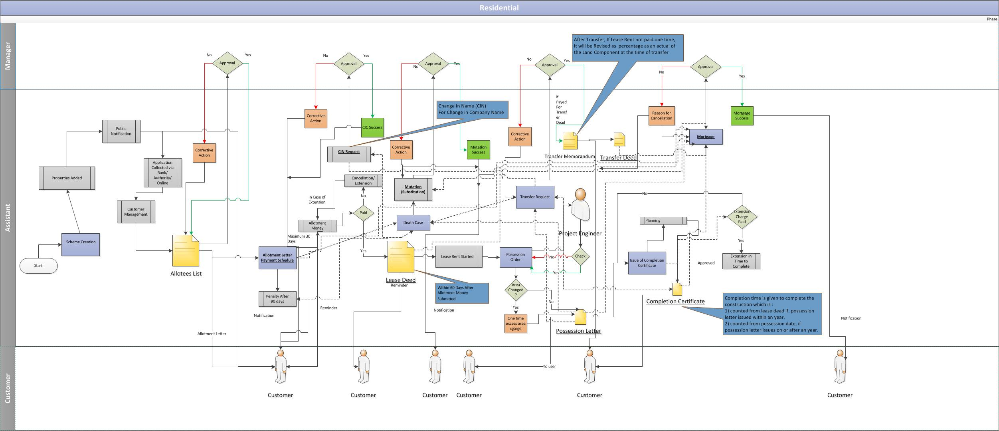 Residential
Phase
Manager
Assistant
Customer
No
Approval
Yes
No
Approval
Yes
No
Approval
Yes
No
Approval
Yes
No
Approval
Yes
After Transfer, If Lease Rent not paid one time,
It will be Revised as  percentage as an actual of
the Land Component at the time of transfer
Change In Name (CIN)
For Change in Company Name
If
Payed
For
Transf
er
Dead
Public
Notification
Corrective
Action
CIC Success
Corrective
Action
Reason for
Cancellation
Mortgage
Success
Mortgage
Corrective
Action
Corrective
Action
Mutation
Success
CIN Request
Transfer Memorandum
Transfer Deed
Application
Collected via
Bank/
Authority/
Online
Properties Added
Cancellation/
Extension
Mutation
(Substitution)
Transfer Request
No
No
In Case of
Extension
Customer
Management
Paid
Death Case
Allotment
Money
Maximum 30
Days
Project Engineer
Planning
Extension
Charge
Paid
Yes
Scheme Creation
Start
Allotees List
Allotment Letter
Payment Schedule
Yes
Lease Deed
Reminder
Lease Rent Started
Possession
Order
No
Check
Yes
Issue of Completion
Certificate
Approved
Extension in
Time to
Complete
Penalty After
90 days
Reminder
Notification
Within 60 Days After
Allotment Money
Submitted
Notification
Area
Changed
?
No
Yes
One time
excess area
cgarge
Possession Letter
Completion Certificate
Completion time is given to complete the
construction which is :
1) counted from lease dead if, possession
letter issued within an year.
2) counted from possession date, if
possession letter issues on or after an year.
Notification
Allotment Letter
To user
Customer
Customer
Customer
Customer
Customer
Customer